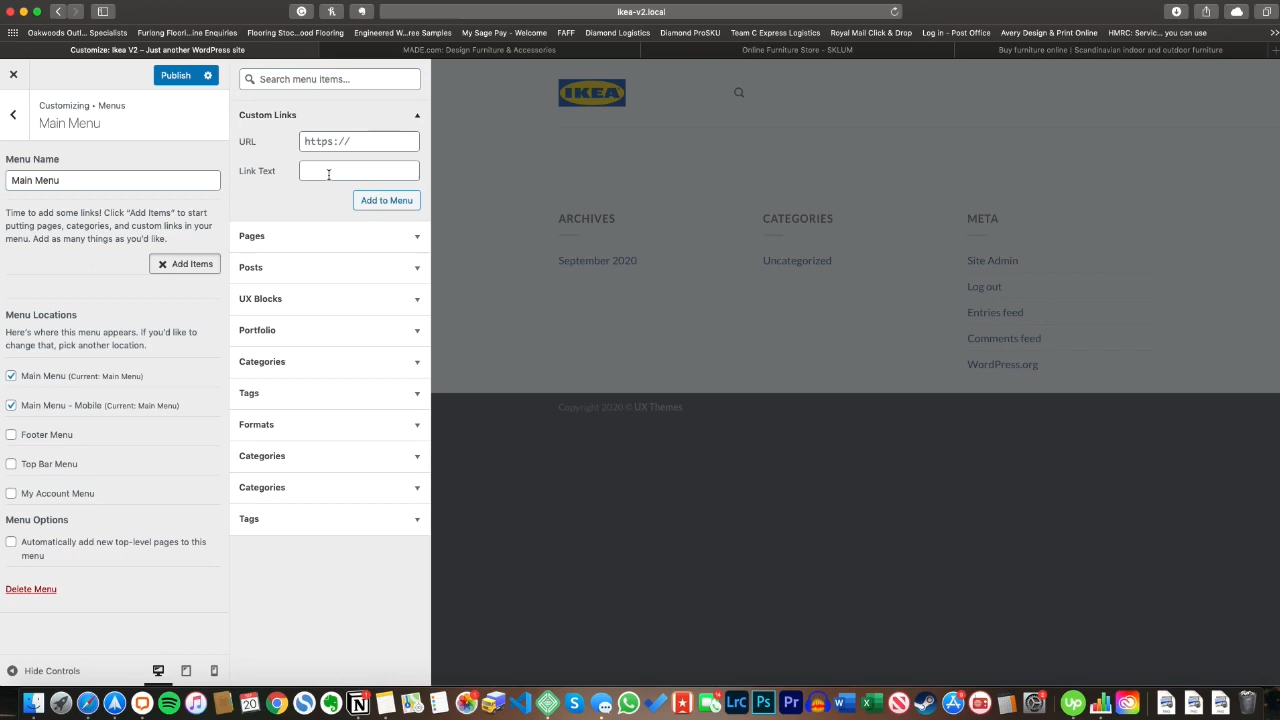 ikea-v2.local
Oakwoods Outl... Specialists Furlong Floori...ine Enquiries Flooring Stoc...ood Flooring Engineered W...ree Samples My Sage Pay - Welcome FAFF Diamond Logistics Diamond ProSKU Team C Express Logistics Royal Mail Click & Drop Log in - Post Office Avery Design & Print Online HMRC: Servic... you can use
Customize: Ikea V2 – Just another WordPress site MADE.com: Design Furniture & Accessories Online Furniture Store - SKLUM Buy furniture online | Scandinavian indoor and outdoor furniture
Publish
Customizing ▸ Menus
Main Menu
Menu Name
Main Menu
Time to add some links! Click “Add Items” to start
putting pages, categories, and custom links in your
menu. Add as many things as you’d like.
Add Items
Menu Locations
Here’s where this menu appears. If you’d like to
change that, pick another location.
Main Menu (Current: Main Menu)
Main Menu - Mobile (Current: Main Menu)
Footer Menu
Top Bar Menu
My Account Menu
Menu Options
Automatically add new top-level pages to this
menu
Delete Menu
Hide Controls
Search menu items...
Custom Links
URL https://
Link Text
Add to Menu
Pages
Posts
UX Blocks
Portfolio
Categories
Tags
Formats
Categories
Categories
Tags
IKEA
ARCHIVES
September 2020
CATEGORIES
Uncategorized
META
Site Admin
Log out
Entries feed
Comments feed
WordPress.org
Copyright 2020 © UX Themes
20
Lrc Ps Pr